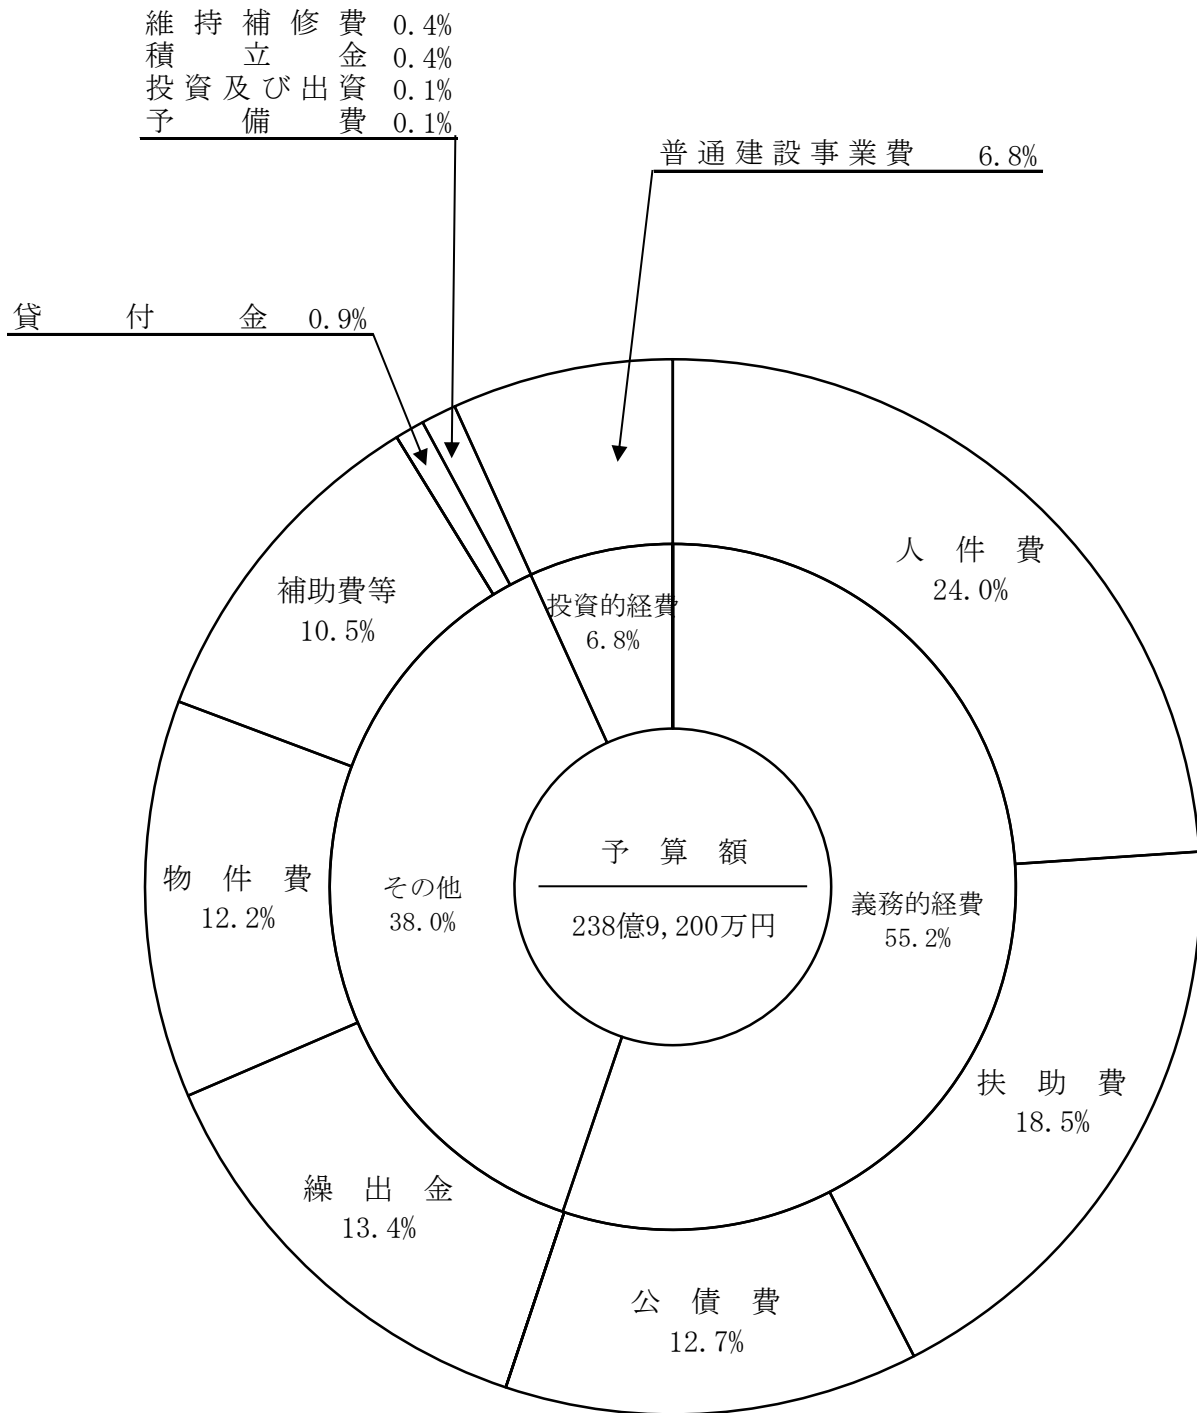 維持補修費 0.4%
積立金 0.4%
投資及び出資 0.1%
予備費 0.1%
普通建設事業費 6.8%
貸付金 0.9%
人件費
24.0%
補助費等
10.5%
投資的経費
6.8%
予算額
238億9,200万円
その他
38.0%
義務的経費
55.2%
物件費
12.2%
扶助費
18.5%
繰出金
13.4%
公債費
12.7%